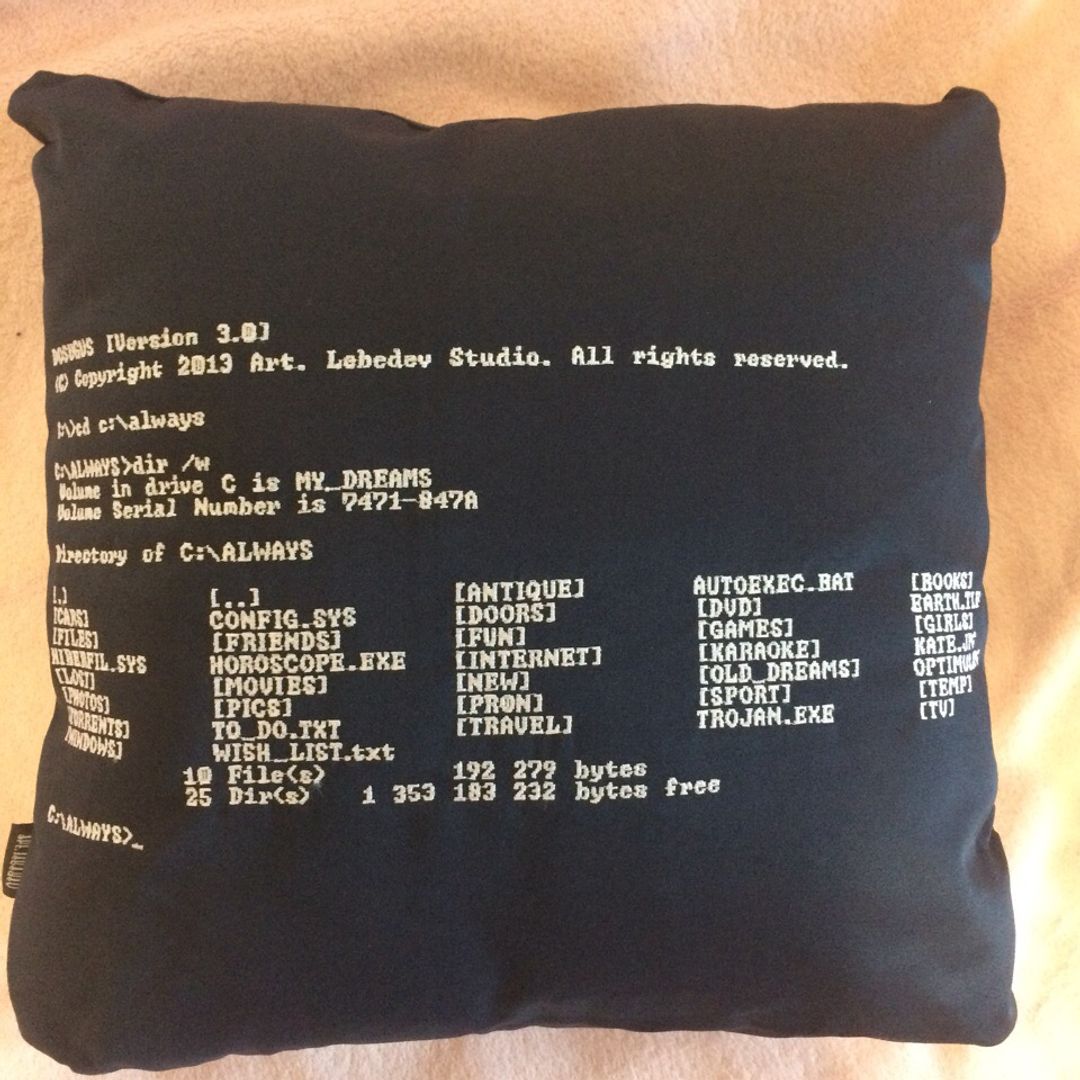 DOSUGUS [Version 3.0]
(C) Copyright 2013 Art. Lebedev Studio. All rights reserved.
C:\>cd c:\always
C:\ALWAYS>dir /w
Volume in drive C is MY_DREAMS
Volume Serial Number is 7471-847A
Directory of C:\ALWAYS
[.] [..] [ANTIQUE] AUTOEXEC.BAT [BOOKS]
[CARS] CONFIG.SYS [DOORS] [DVD]
[FILES] [FRIENDS] [FUN] [GAMES] [GIRLS]
HIBERFIL.SYS HOROSCOPE.EXE [INTERNET] [KARAOKE]
[LOST] [MOVIES] [NEW] [OLD_DREAMS]
[PHOTOS] [PICS] [PRON] [SPORT] [TEMP]
[TORRENTS] TO_DO.TXT [TRAVEL] TROJAN.EXE [TV]
[WINDOWS] WISH_LIST.txt
10 File(s) 192 279 bytes
25 Dir(s) 1 353 183 232 bytes free
C:\ALWAYS>_